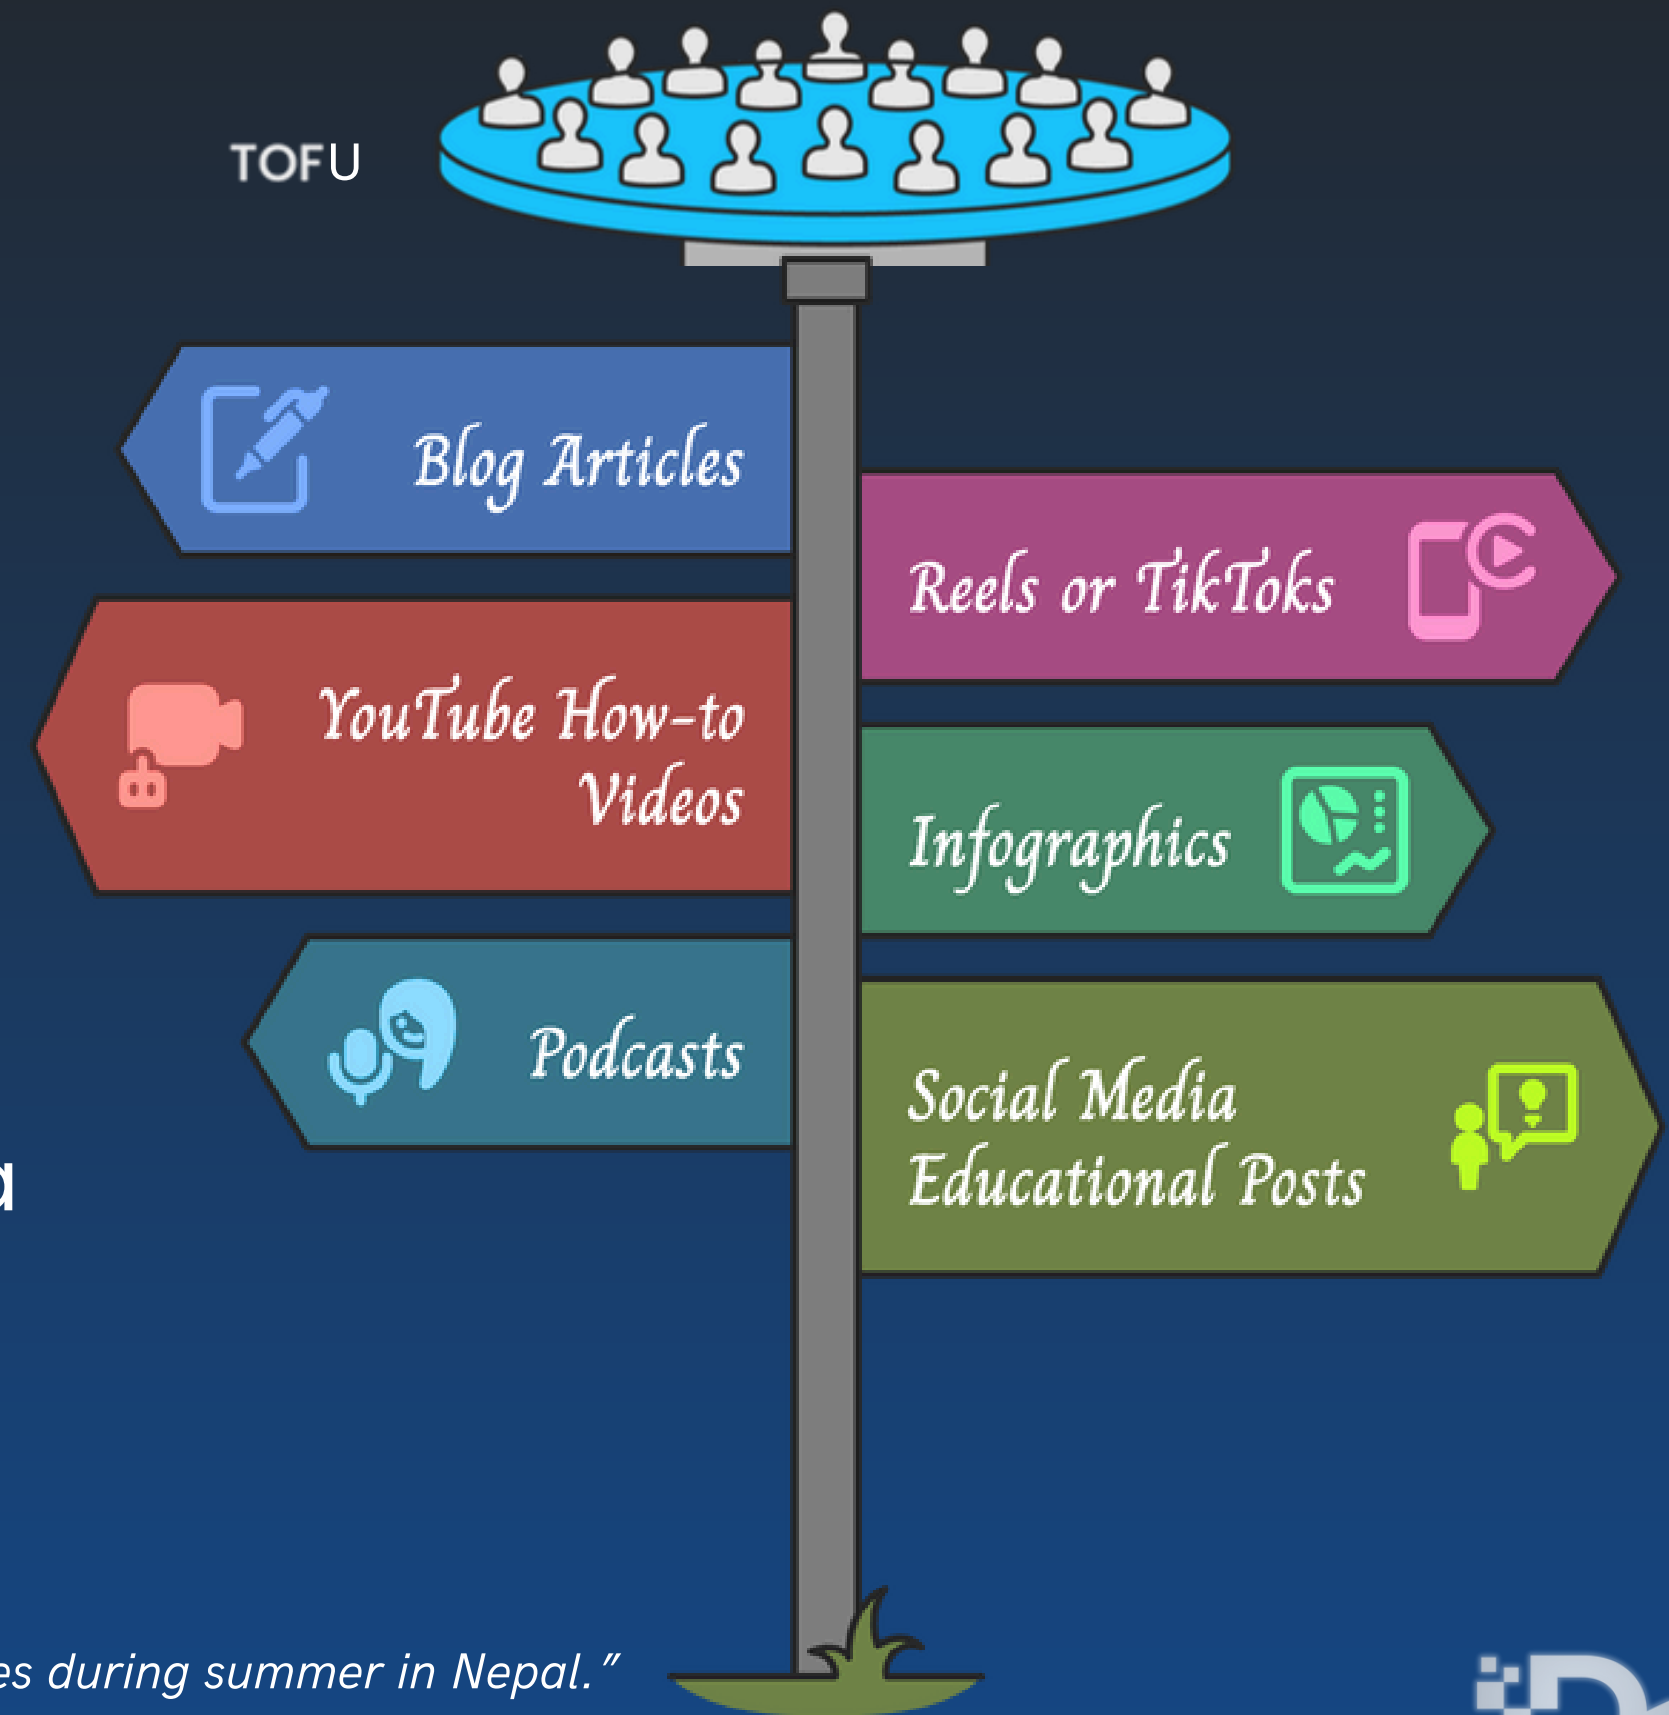 TOFU
Blog Articles
Reels or TikToks
YouTube How-to
Videos
Infographics
Podcasts
Social Media
Educational Posts
es during summer in Nepal.”